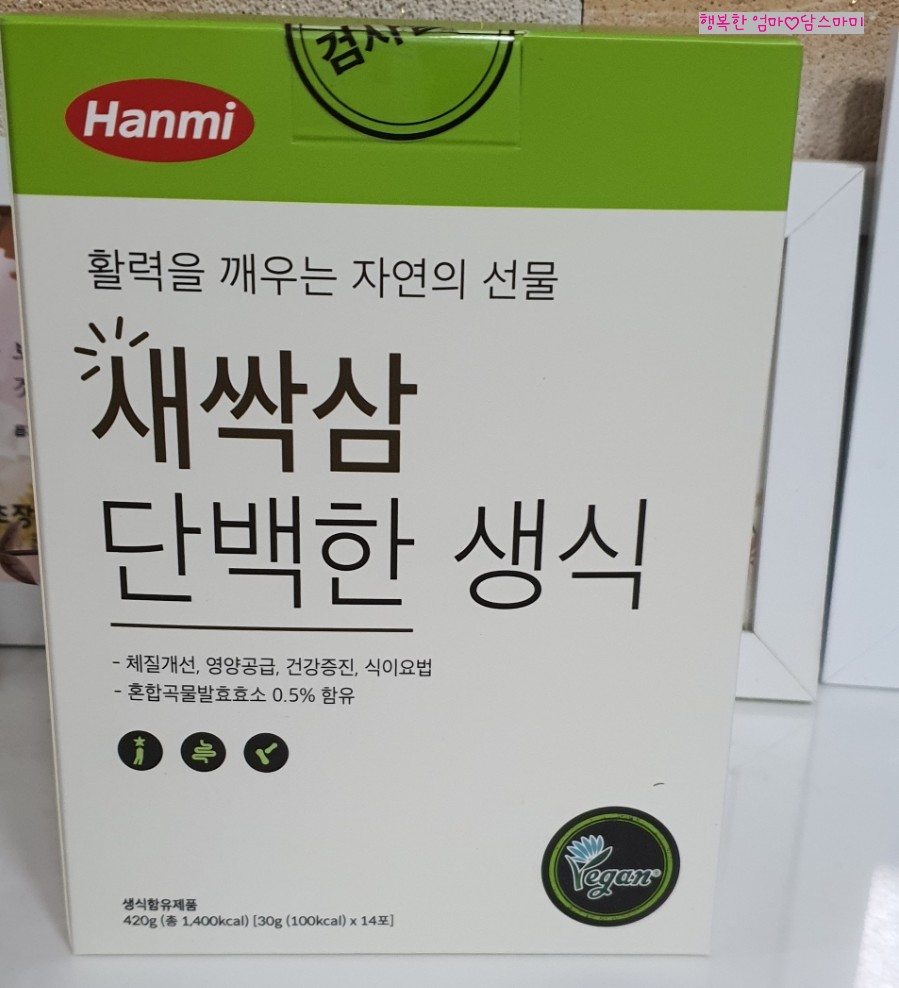 행복한 엄마♡담스마미
Hanmi
활력을 깨우는 자연의 선물
새싹삼
단백한 생식
- 체질개선, 영양공급, 건강증진, 식이요법
- 혼합곡물발효효소 0.5% 함유
Vegan
생식함유제품
420g (총 1,400kcal) [30g (100kcal) x 14포]